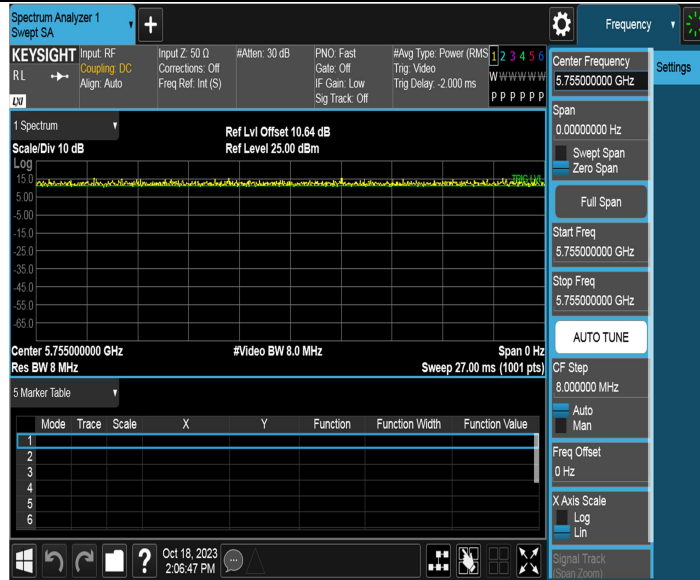 Spectrum Analyzer 1
Swept SA
Frequency
KEYSIGHT
RL
LXI
Input: RF
Coupling: DC
Align: Auto
Input Z: 50 Ω
Corrections: Off
Freq Ref: Int (S)
#Atten: 30 dB
PNO: Fast
Gate: Off
IF Gain: Low
Sig Track: Off
#Avg Type: Power (RMS
Trig: Video
Trig Delay: -2.000 ms
1 2 3 4 5 6
W W W W W W
P P P P P P
Center Frequency
5.755000000 GHz
Settings
Span
0.00000000 Hz
Swept Span
Zero Span
Full Span
Start Freq
5.755000000 GHz
Stop Freq
5.755000000 GHz
AUTO TUNE
CF Step
8.000000 MHz
Auto
Man
Freq Offset
0 Hz
X Axis Scale
Log
Lin
Signal Track
(Span Zoom)
1 Spectrum
Scale/Div 10 dB
Ref Lvl Offset 10.64 dB
Ref Level 25.00 dBm
Log
15.0
TRIG LVL
5.00
-5.00
-15.0
-25.0
-35.0
-45.0
-55.0
-65.0
Center 5.755000000 GHz
#Video BW 8.0 MHz
Span 0 Hz
Res BW 8 MHz
Sweep 27.00 ms (1001 pts)
5 Marker Table
Mode Trace Scale X Y Function Function Width Function Value
1
2
3
4
5
6
?
Oct 18, 2023
2:06:47 PM